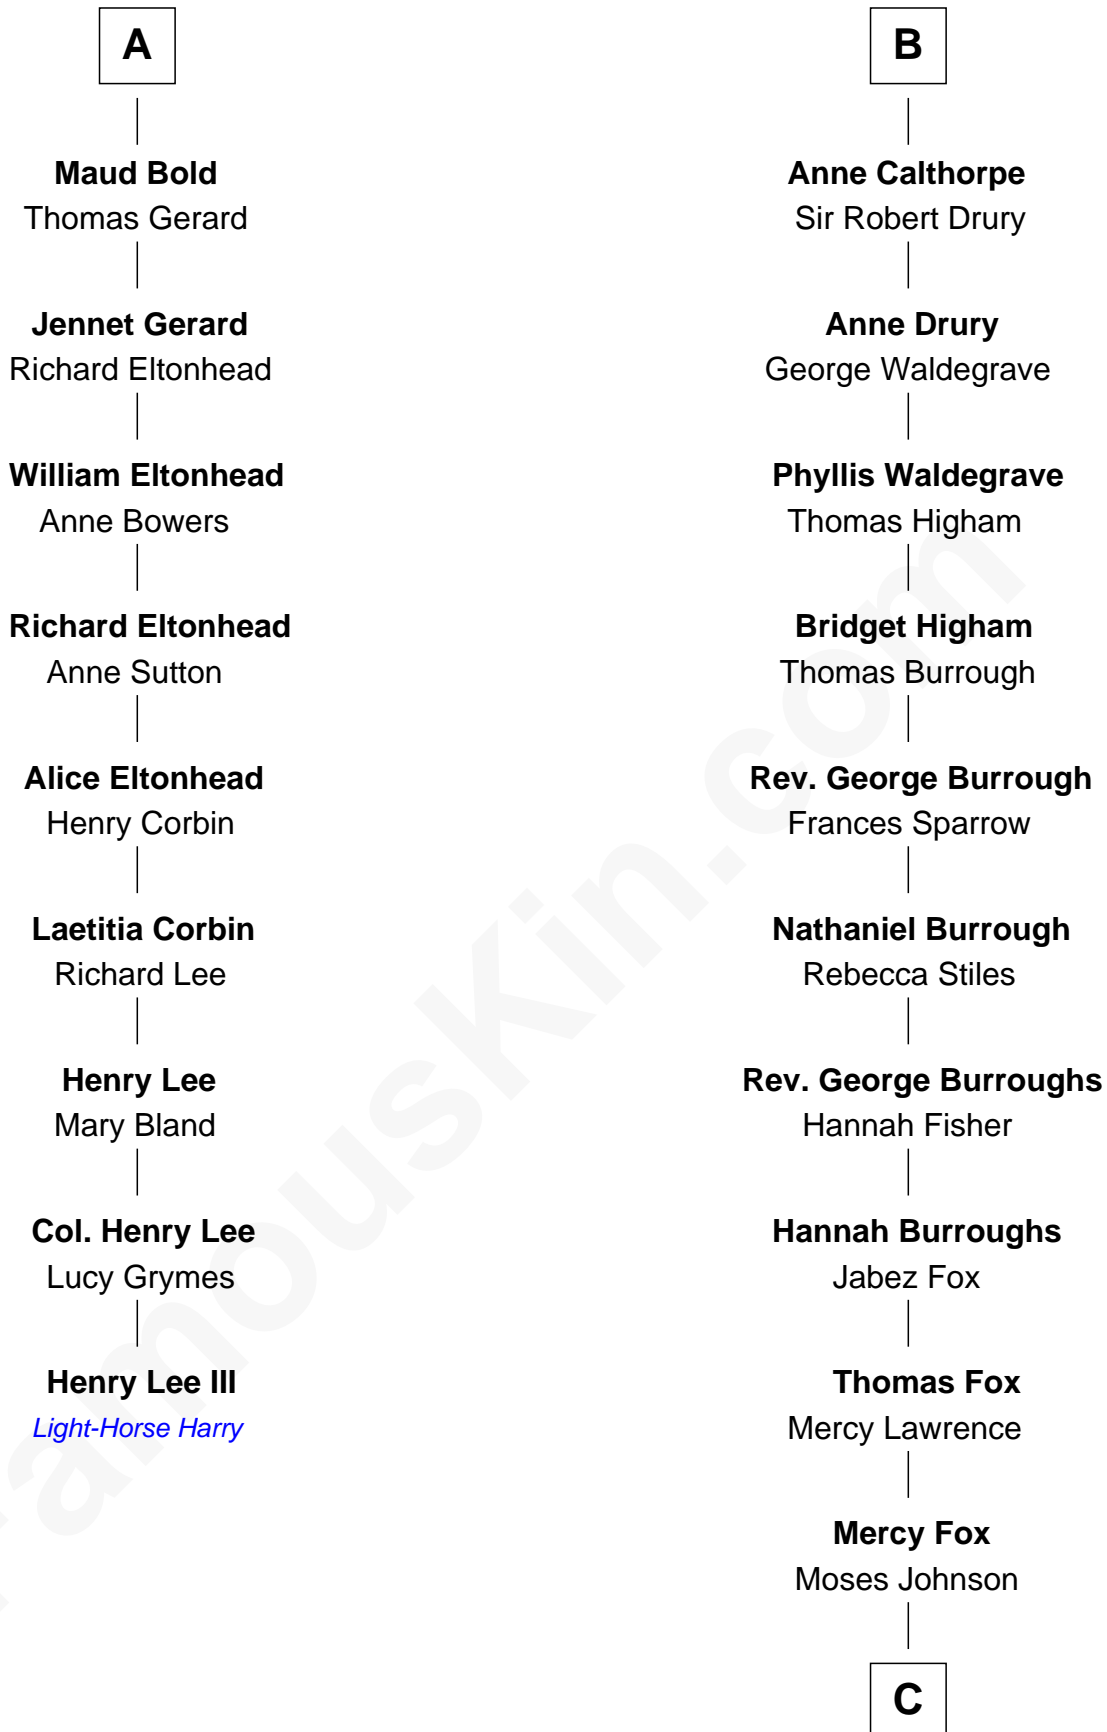 A
Maud Bold
Thomas Gerard
Jennet Gerard
Richard Eltonhead
William Eltonhead
Anne Bowers
Richard Eltonhead
Anne Sutton
Alice Eltonhead
Henry Corbin
Laetitia Corbin
Richard Lee
Henry Lee
Mary Bland
Col. Henry Lee
Lucy Grymes
Henry Lee III
Light-Horse Harry
B
Anne Calthorpe
Sir Robert Drury
Anne Drury
George Waldegrave
Phyllis Waldegrave
Thomas Higham
Bridget Higham
Thomas Burrough
Rev. George Burrough
Frances Sparrow
Nathaniel Burrough
Rebecca Stiles
Rev. George Burroughs
Hannah Fisher
Hannah Burroughs
Jabez Fox
Thomas Fox
Mercy Lawrence
Mercy Fox
Moses Johnson
C
FamousKin.com